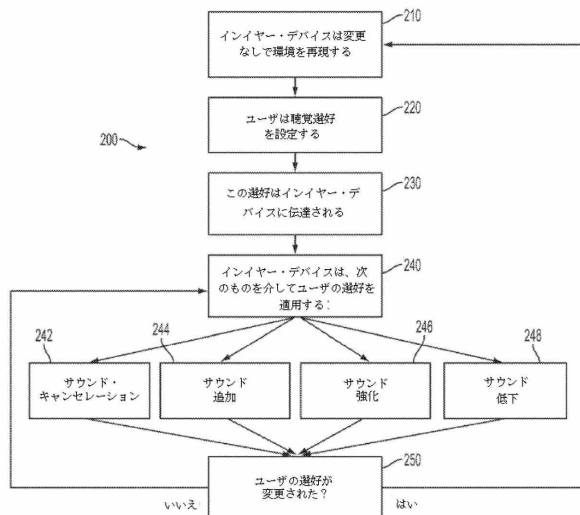 210
インイヤー・デバイスは変更
なしで環境を再現する
220
ユーザは聴覚選好
を設定する
200
230
この選好はインイヤー・デ
バイスに伝達される
240
インイヤー・デバイスは、次
のものを介してユーザの選好を
適用する:
242
244
246
248
サウンド・
キャンセレーション
サウンド
追加
サウンド
強化
サウンド
低下
250
ユーザの選好が
変更された?
いいえ
はい